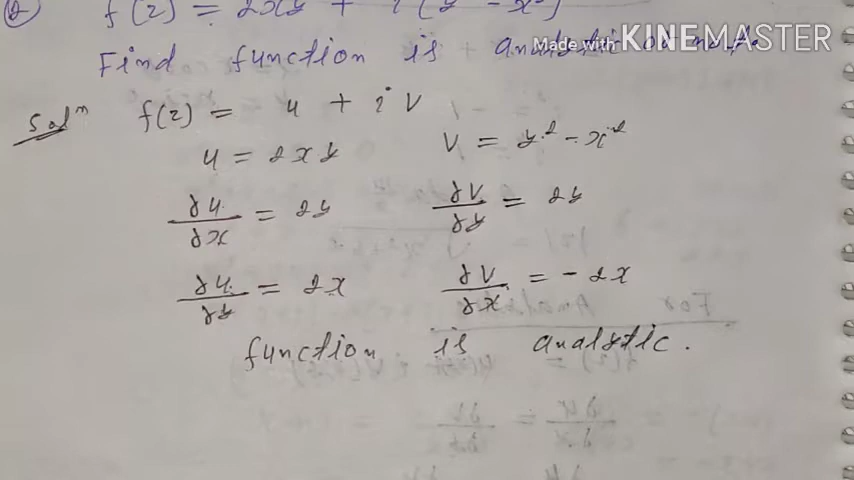 ② f(z) = 2xy + i (y² - x²)
Made with KINEMASTER
Find function is analytic or not.
Solⁿ f(z) = u + i v
u = 2xy v = y² - x²
∂u/∂x = 2y ∂v/∂y = 2y
∂u/∂y = 2x ∂v/∂x = - 2x
function is analytic.